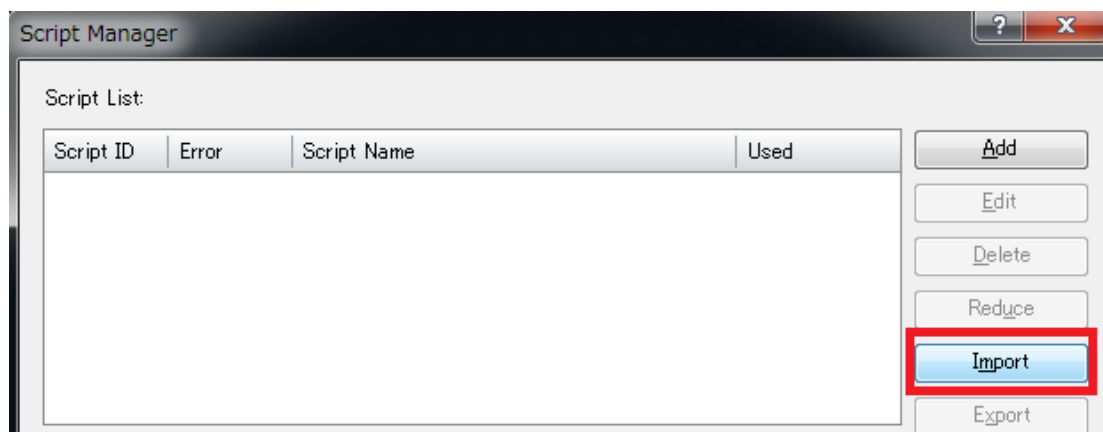 Script Manager
? X
Script List:
Script ID Error Script Name Used
Add
Edit
Delete
Reduce
Import
Export